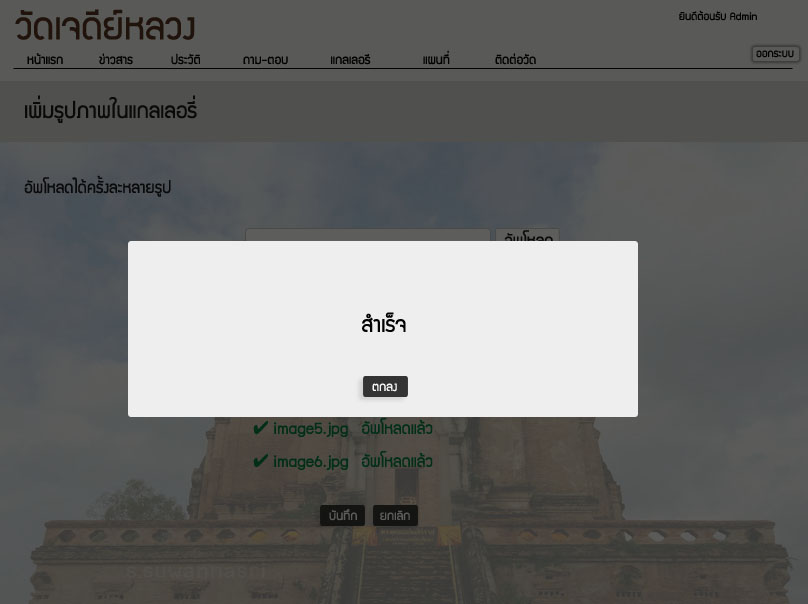 วัดเจดีย์หลวง
ยินดีต้อนรับ Admin
หน้าแรก ข่าวสาร ประวัติ ถาม-ตอบ แกลเลอรี แผนที่ ติดต่อวัด
ออกระบบ
เพิ่มรูปภาพในแกลเลอรี่
อัพโหลดได้ครั้งละหลายรูป
อัพโหลด
สำเร็จ
ตกลง
✔ image5.jpg อัพโหลดแล้ว
✔ image6.jpg อัพโหลดแล้ว
บันทึก ยกเลิก
s.suwannasri